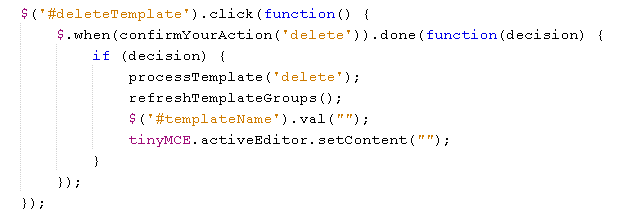 $('#deleteTemplate').click(function() {
    $.when(confirmYourAction('delete')).done(function(decision) {
        if (decision) {
            processTemplate('delete');
            refreshTemplateGroups();
            $('#templateName').val("");
            tinyMCE.activeEditor.setContent("");
        }
    });
});